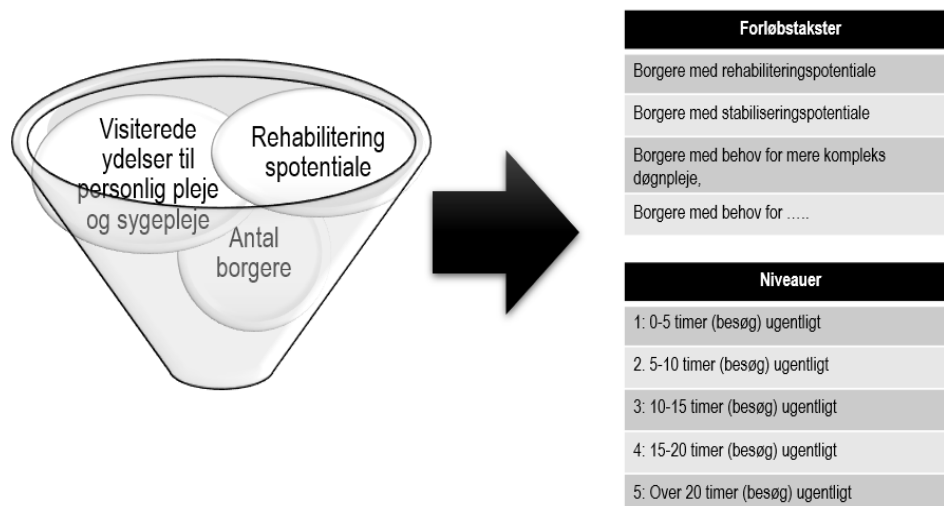 Visiterede
ydelser til
personlig pleje
og sygepleje
Rehabilitering
spotentiale
Antal
borgere
Forløbstakster
Borgere med rehabiliteringspotentiale
Borgere med stabiliseringspotentiale
Borgere med behov for mere kompleks
døgnpleje,
Borgere med behov for …..
Niveauer
1: 0-5 timer (besøg) ugentligt
2. 5-10 timer (besøg) ugentligt
3: 10-15 timer (besøg) ugentligt
4: 15-20 timer (besøg) ugentligt
5: Over 20 timer (besøg) ugentligt